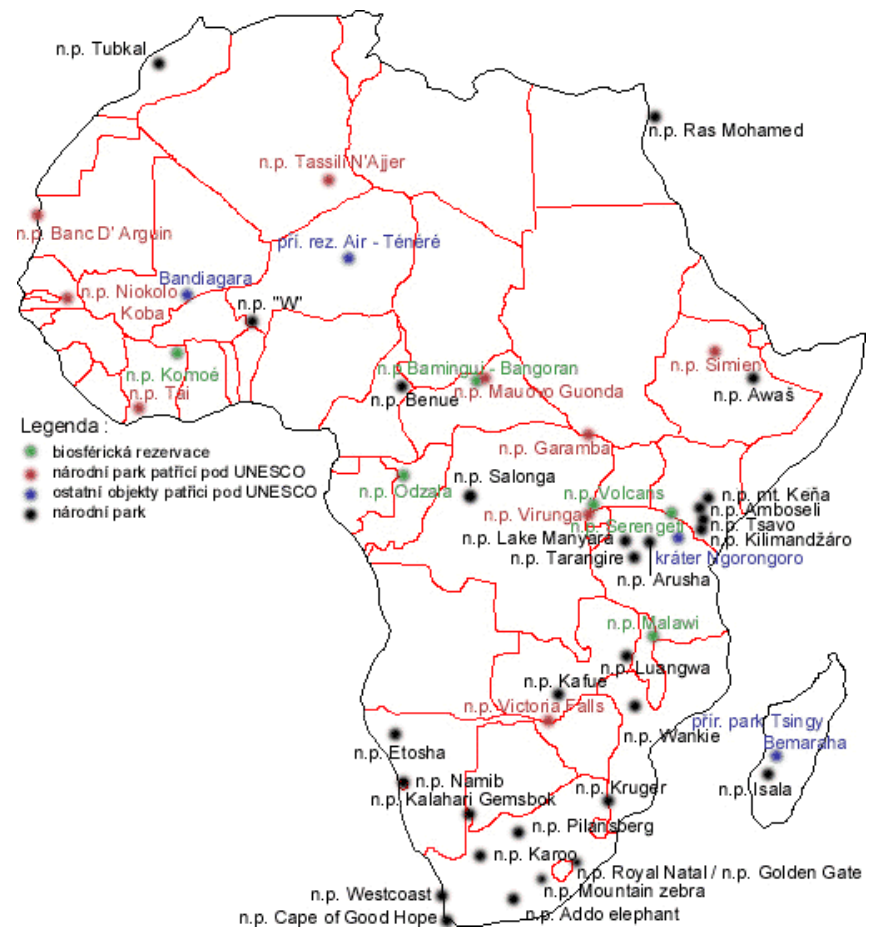 n.p. Tubkal
n.p. Ras Mohamed
n.p. Tassili N'Ajjer
n.p. Banc D' Arguin
pří. rez. Air - Ténéré
Bandiagara
n.p. Niokolo
Koba
n.p. "W"
n.p. Komoé
n.p. Tái
n.p Bamingui - Bangoran
n.p. Mauovo Guonda
n.p. Benue
n.p. Simien
n.p. Awaš
Legenda :
biosférická rezervace
národní park patřící pod UNESCO
ostatní objekty patřící pod UNESCO
národní park
n.p. Garamba
n.p. Salonga
n.p. Odzala
n.p. Volcans
n.p. Virunga
n.p. Serengeti
n.p. mt. Keňa
n.p. Amboseli
n.p. Tsavo
n.p. Kilimandžáro
n.p. Lake Manyara
kráter Ngorongoro
n.p. Tarangire
n.p. Arusha
n.p. Malawi
n.p. Luangwa
n.p. Kafue
n.p. Victoria Falls
n.p. Wankie
přír. park Tsingy
Bemaraha
n.p. Isala
n.p. Etosha
n.p. Namib
n.p. Kalahari Gemsbok
n.p. Kruger
n.p. Pilansberg
n.p. Karoo
n.p. Royal Natal / n.p. Golden Gate
n.p. Mountain zebra
n.p. Westcoast
n.p. Addo elephant
n.p. Cape of Good Hope